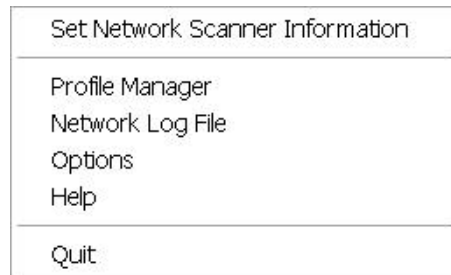 Set Network Scanner Information
Profile Manager
Network Log File
Options
Help
Quit